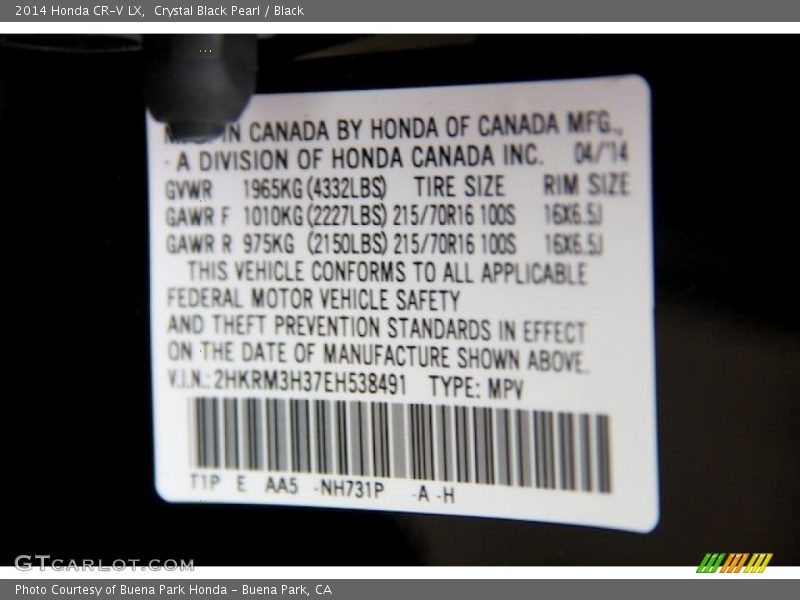 2014 Honda CR-V LX,  Crystal Black Pearl / Black
IN CANADA BY HONDA OF CANADA MFG.,
- A DIVISION OF HONDA CANADA INC.  04/'14
GVWR  1965KG (4332LBS)  TIRE SIZE  RIM SIZE
GAWR F  1010KG (2227LBS) 215/70R16 100S  16X6.5J
GAWR R  975KG  (2150LBS) 215/70R16 100S  16X6.5J
THIS VEHICLE CONFORMS TO ALL APPLICABLE
FEDERAL MOTOR VEHICLE SAFETY
AND THEFT PREVENTION STANDARDS IN EFFECT
ON THE DATE OF MANUFACTURE SHOWN ABOVE.
V.I.N.: 2HKRM3H37EH538491  TYPE: MPV
T1P  E  AA5  -NH731P  -A -H
GTCARLOT.COM
Photo Courtesy of Buena Park Honda - Buena Park, CA